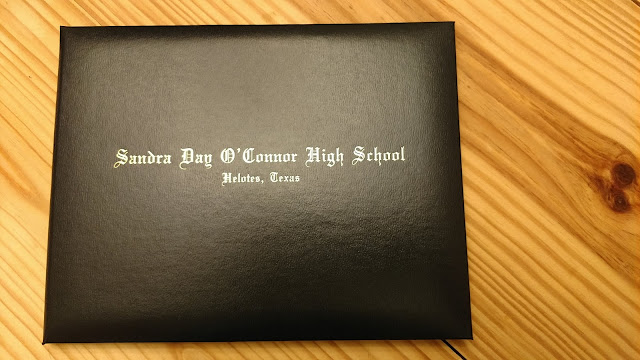 Sandra Day O'Connor High School
Helotes, Texas